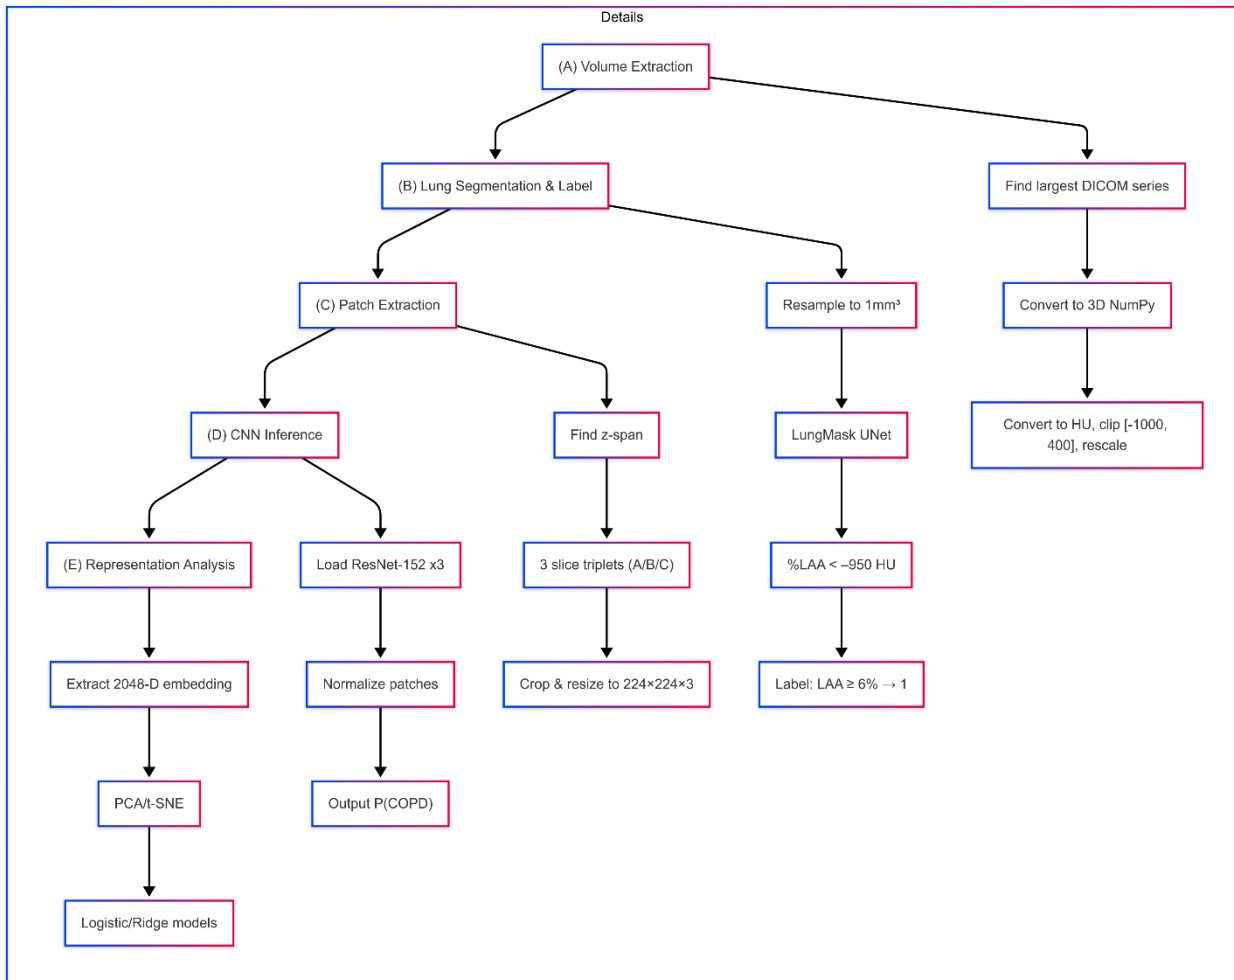 Details
(A) Volume Extraction
(B) Lung Segmentation & Label
Find largest DICOM series
(C) Patch Extraction
Resample to 1mm³
Convert to 3D NumPy
(D) CNN Inference
Find z-span
LungMask UNet
Convert to HU, clip [-1000,
400], rescale
(E) Representation Analysis
Load ResNet-152 x3
3 slice triplets (A/B/C)
%LAA < –950 HU
Extract 2048-D embedding
Normalize patches
Crop & resize to 224×224×3
Label: LAA ≥ 6% → 1
PCA/t-SNE
Output P(COPD)
Logistic/Ridge models